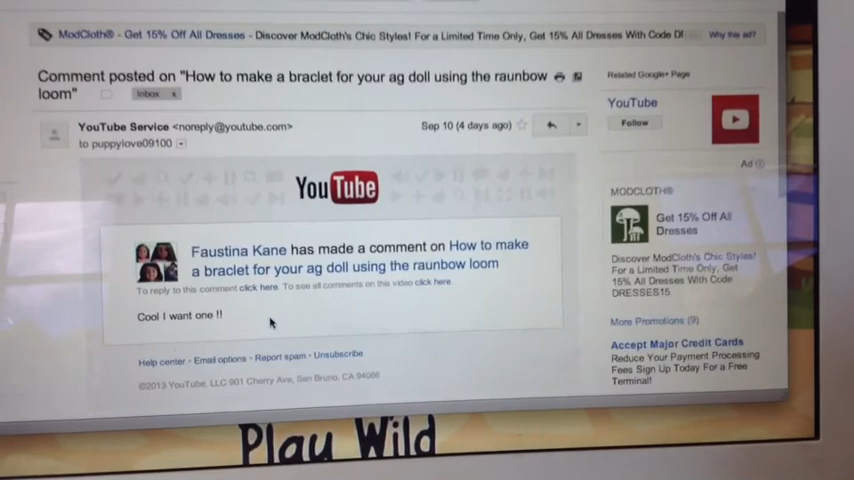 ModCloth® - Get 15% Off All Dresses - Discover ModCloth's Chic Styles! For a Limited Time Only, Get 15% All Dresses With Code DI Why this ad?
Comment posted on "How to make a braclet for your ag doll using the raunbow
loom" Inbox x
YouTube Service <noreply@youtube.com>
Sep 10 (4 days ago)
to puppylove09100
YouTube
Faustina Kane has made a comment on How to make
a braclet for your ag doll using the raunbow loom
To reply to this comment click here. To see all comments on this video click here.
Cool I want one !!
Help center • Email options • Report spam • Unsubscribe
©2013 YouTube, LLC 901 Cherry Ave, San Bruno, CA 94066
Related Google+ Page
YouTube
Follow
Ad
MODCLOTH®
Get 15% Off All
Dresses
Discover ModCloth's Chic Styles!
For a Limited Time Only, Get
15% All Dresses With Code
DRESSES15.
More Promotions (9)
Accept Major Credit Cards
Reduce Your Payment Processing
Fees Sign Up Today For a Free
Terminal!
Play Wild